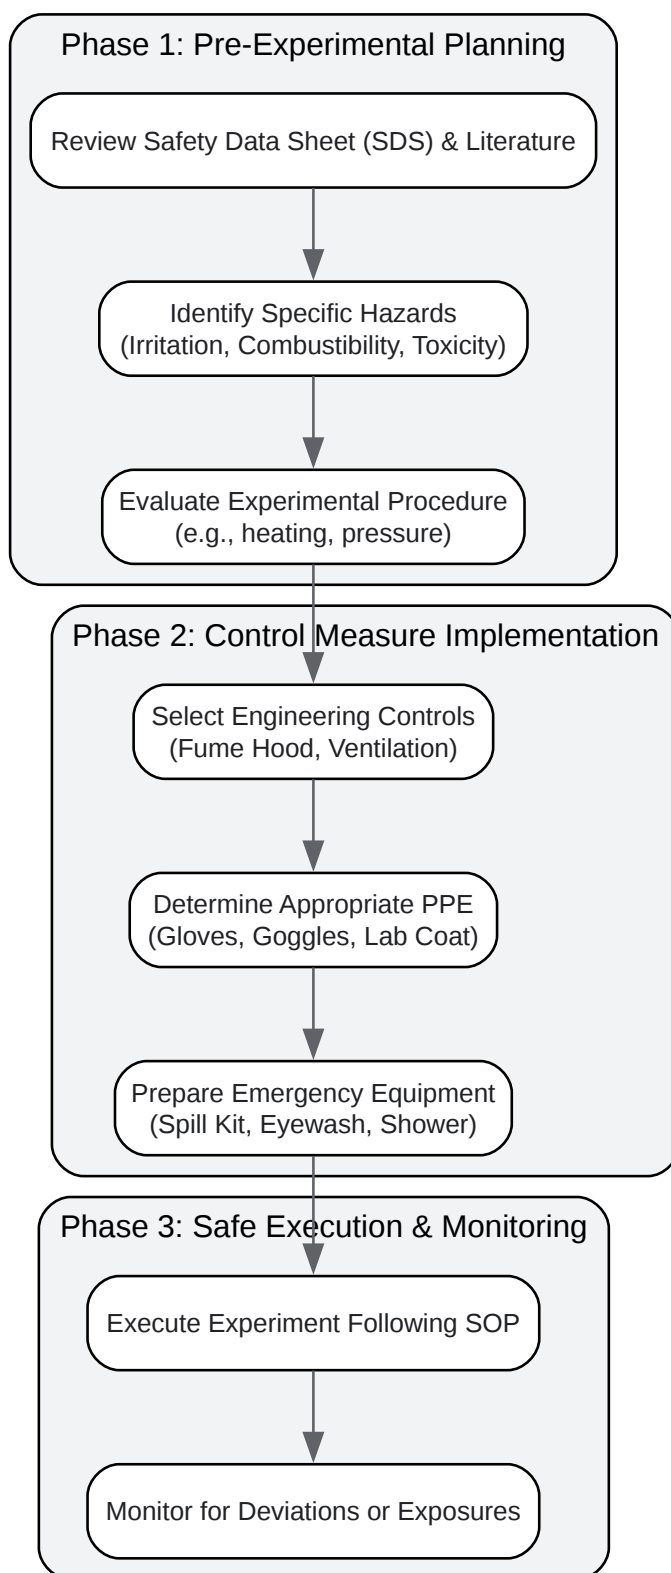 Phase 1: Pre-Experimental Planning
Review Safety Data Sheet (SDS) & Literature
Identify Specific Hazards
(Irritation, Combustibility, Toxicity)
Evaluate Experimental Procedure
(e.g., heating, pressure)
Phase 2: Control Measure Implementation
Select Engineering Controls
(Fume Hood, Ventilation)
Determine Appropriate PPE
(Gloves, Goggles, Lab Coat)
Prepare Emergency Equipment
(Spill Kit, Eyewash, Shower)
Phase 3: Safe Execution & Monitoring
Execute Experiment Following SOP
Monitor for Deviations or Exposures